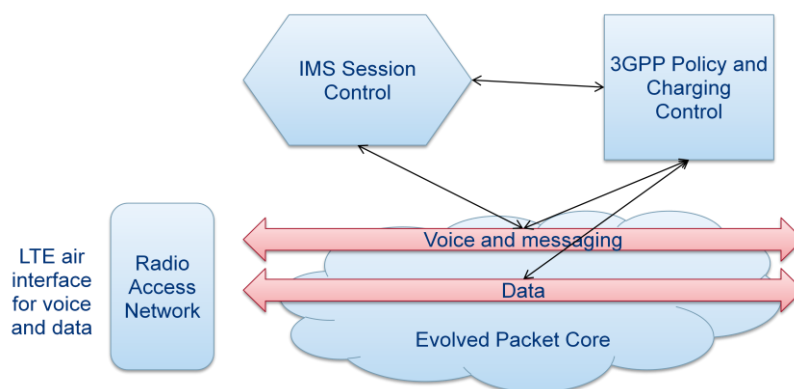 IMS Session
Control
3GPP Policy and
Charging
Control
LTE air
interface
for voice
and data
Radio
Access
Network
Voice and messaging
Data
Evolved Packet Core